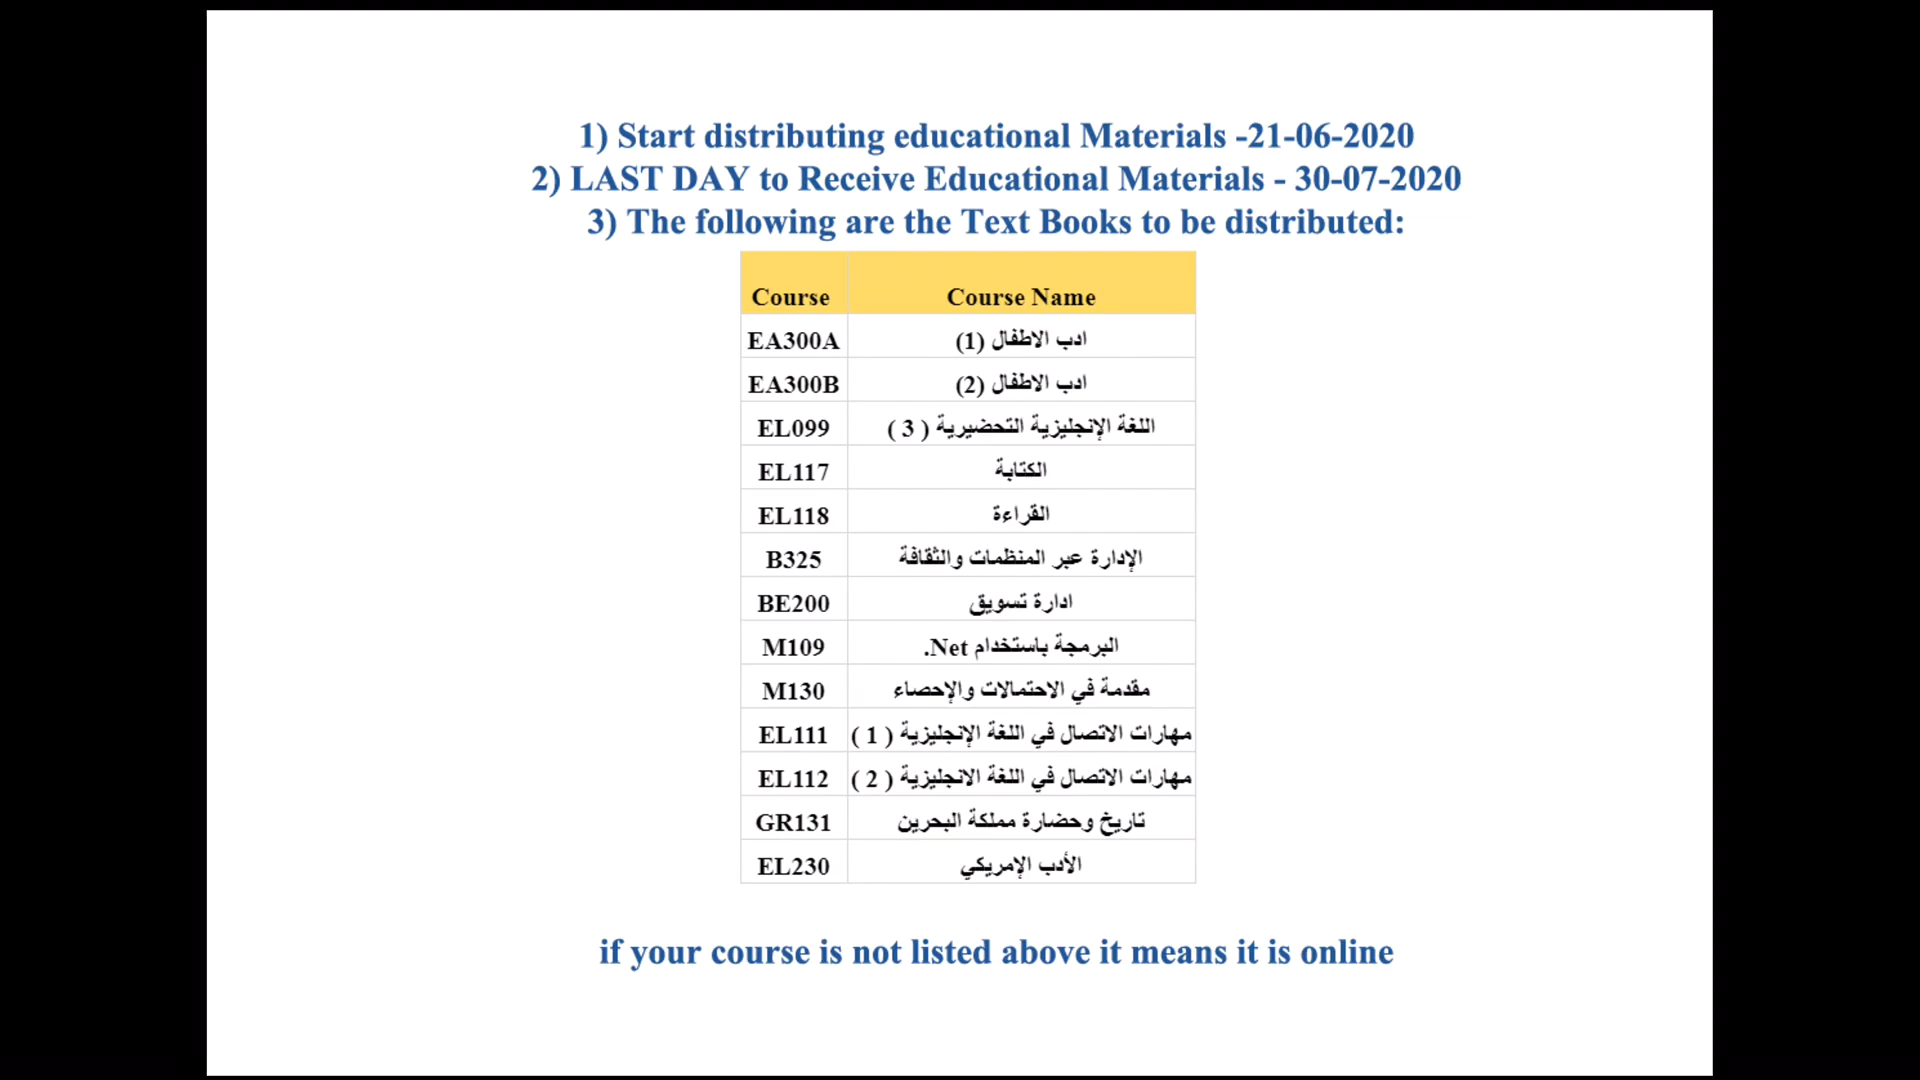 1) Start distributing educational Materials -21-06-2020
2) LAST DAY to Receive Educational Materials - 30-07-2020
3) The following are the Text Books to be distributed:
Course Course Name
EA300A ادب الاطفال (1)
EA300B ادب الاطفال (2)
EL099 اللغة الإنجليزية التحضيرية ( 3 )
EL117 الكتابة
EL118 القراءة
B325 الإدارة عبر المنظمات والثقافة
BE200 ادارة تسويق
M109 البرمجة باستخدام Net.
M130 مقدمة في الاحتمالات والإحصاء
EL111 مهارات الاتصال في اللغة الإنجليزية ( 1 )
EL112 مهارات الاتصال في اللغة الانجليزية ( 2 )
GR131 تاريخ وحضارة مملكة البحرين
EL230 الأدب الإمريكي
if your course is not listed above it means it is online